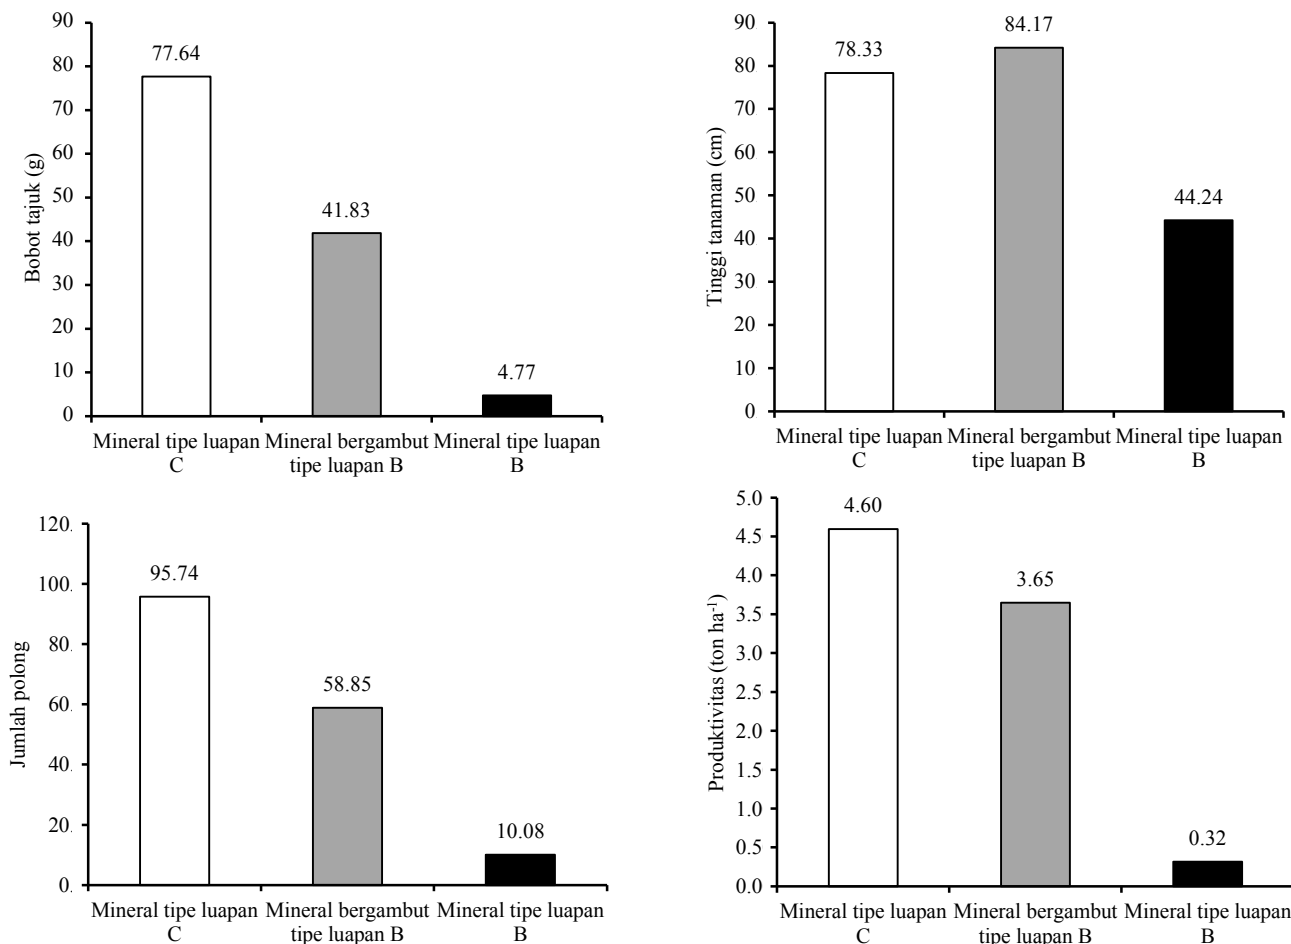 90
80
70
60
50
40
30
20
10
0
Bobot tajuk (g)
77.64
41.83
4.77
Mineral tipe luapan
C
Mineral bergambut
tipe luapan B
Mineral tipe luapan
B
90
80
70
60
50
40
30
20
10
0
Tinggi tanaman (cm)
78.33
84.17
44.24
Mineral tipe luapan
C
Mineral bergambut
tipe luapan B
Mineral tipe luapan
B
120.
100.
80.
60.
40.
20.
0.
Jumlah polong
95.74
58.85
10.08
Mineral tipe luapan
C
Mineral bergambut
tipe luapan B
Mineral tipe luapan
B
5.0
4.5
4.0
3.5
3.0
2.5
2.0
1.5
1.0
0.5
0.0
Produktivitas (ton ha⁻¹)
4.60
3.65
0.32
Mineral tipe luapan
C
Mineral bergambut
tipe luapan B
Mineral tipe luapan
B